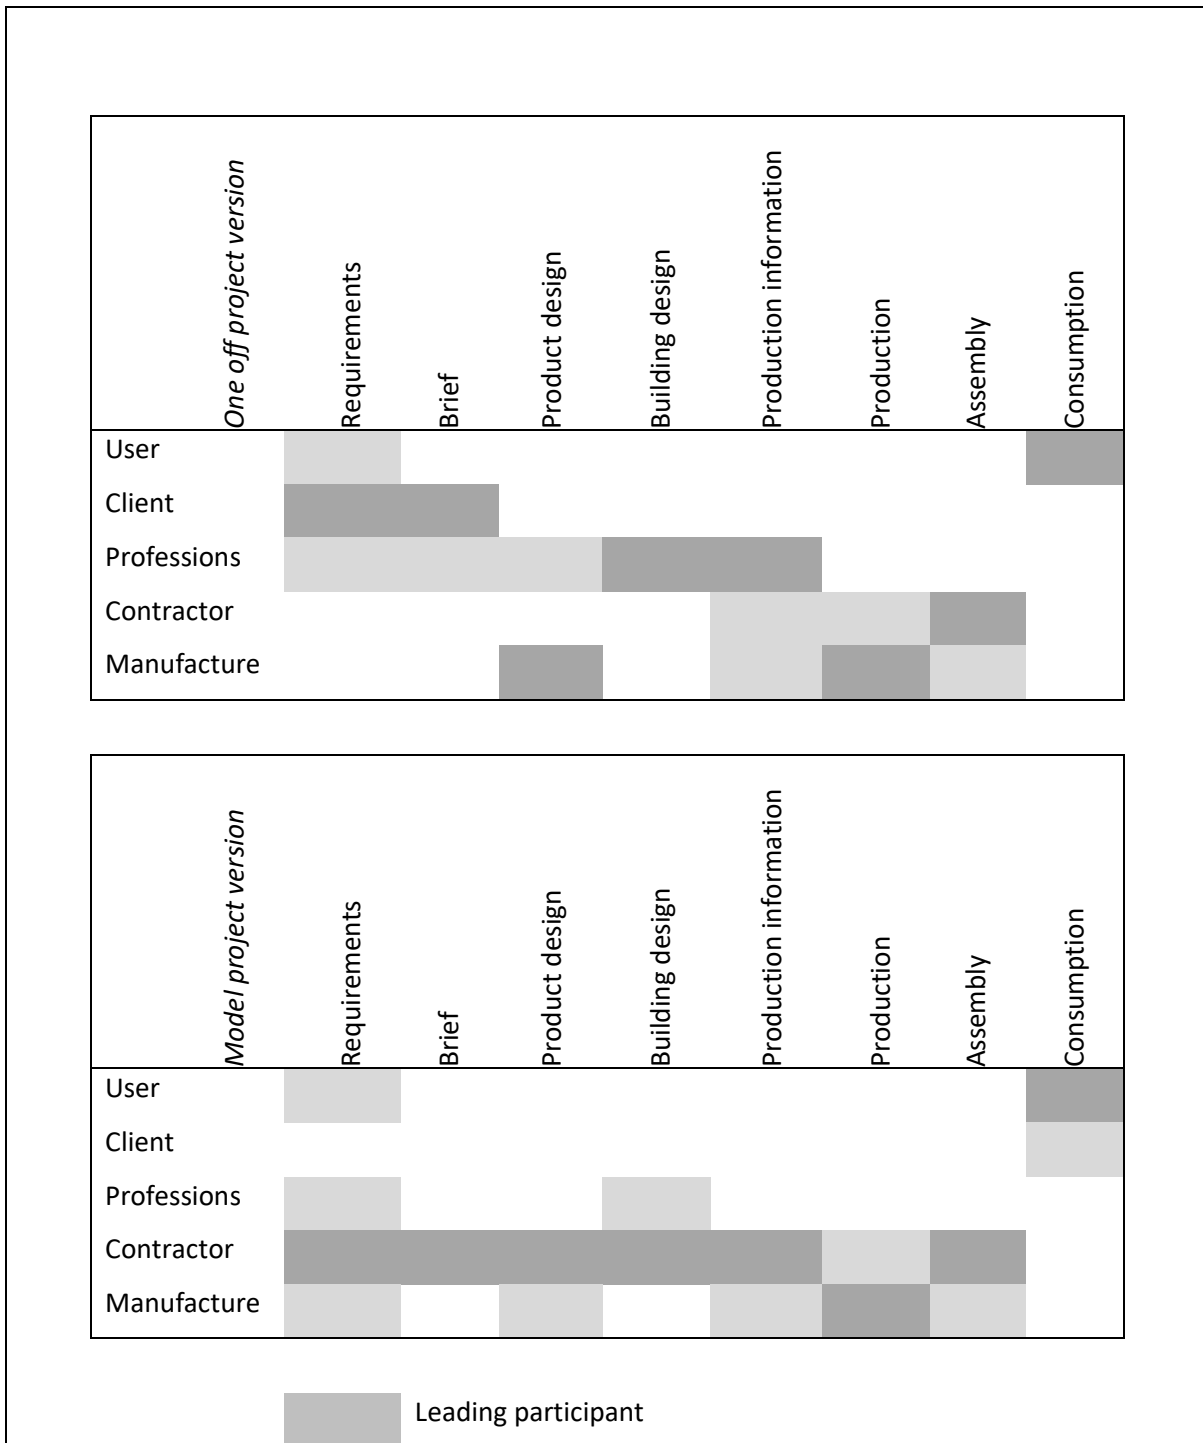 One off project version
Requirements
Brief
Product design
Building design
Production information
Production
Assembly
Consumption
User
Client
Professions
Contractor
Manufacture
Model project version
Requirements
Brief
Product design
Building design
Production information
Production
Assembly
Consumption
User
Client
Professions
Contractor
Manufacture
Leading participant